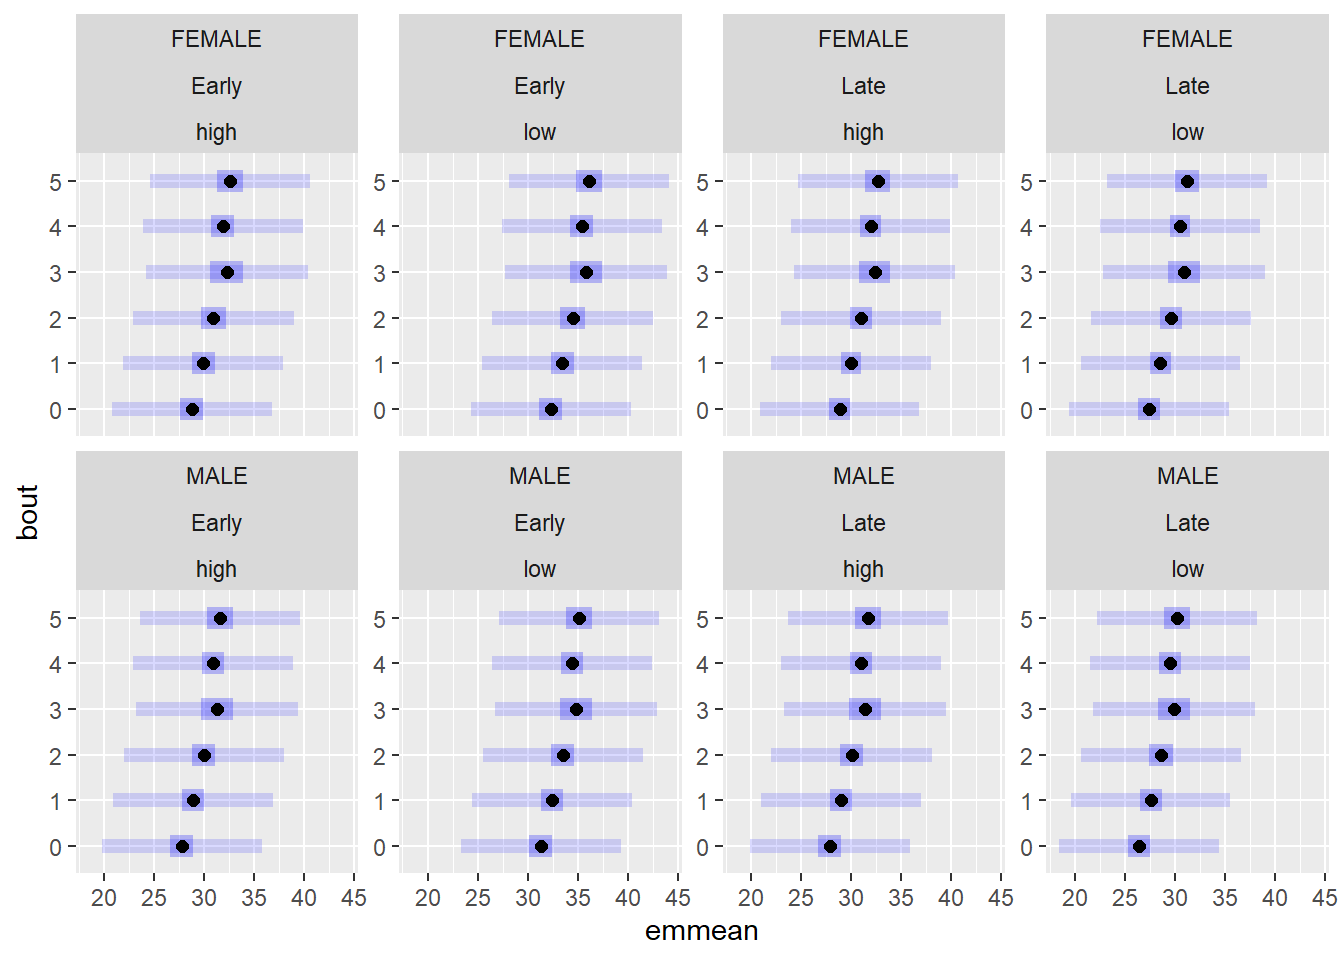 FEMALE FEMALE FEMALE FEMALE
Early Early Late Late
high low high low
5 5 5 5
4 4 4 4
3 3 3 3
2 2 2 2
1 1 1 1
0 0 0 0
bout
MALE MALE MALE MALE
Early Early Late Late
high low high low
5 5 5 5
4 4 4 4
3 3 3 3
2 2 2 2
1 1 1 1
0 0 0 0
20 25 30 35 40 45 20 25 30 35 40 45 20 25 30 35 40 45 20 25 30 35 40 45
emmean